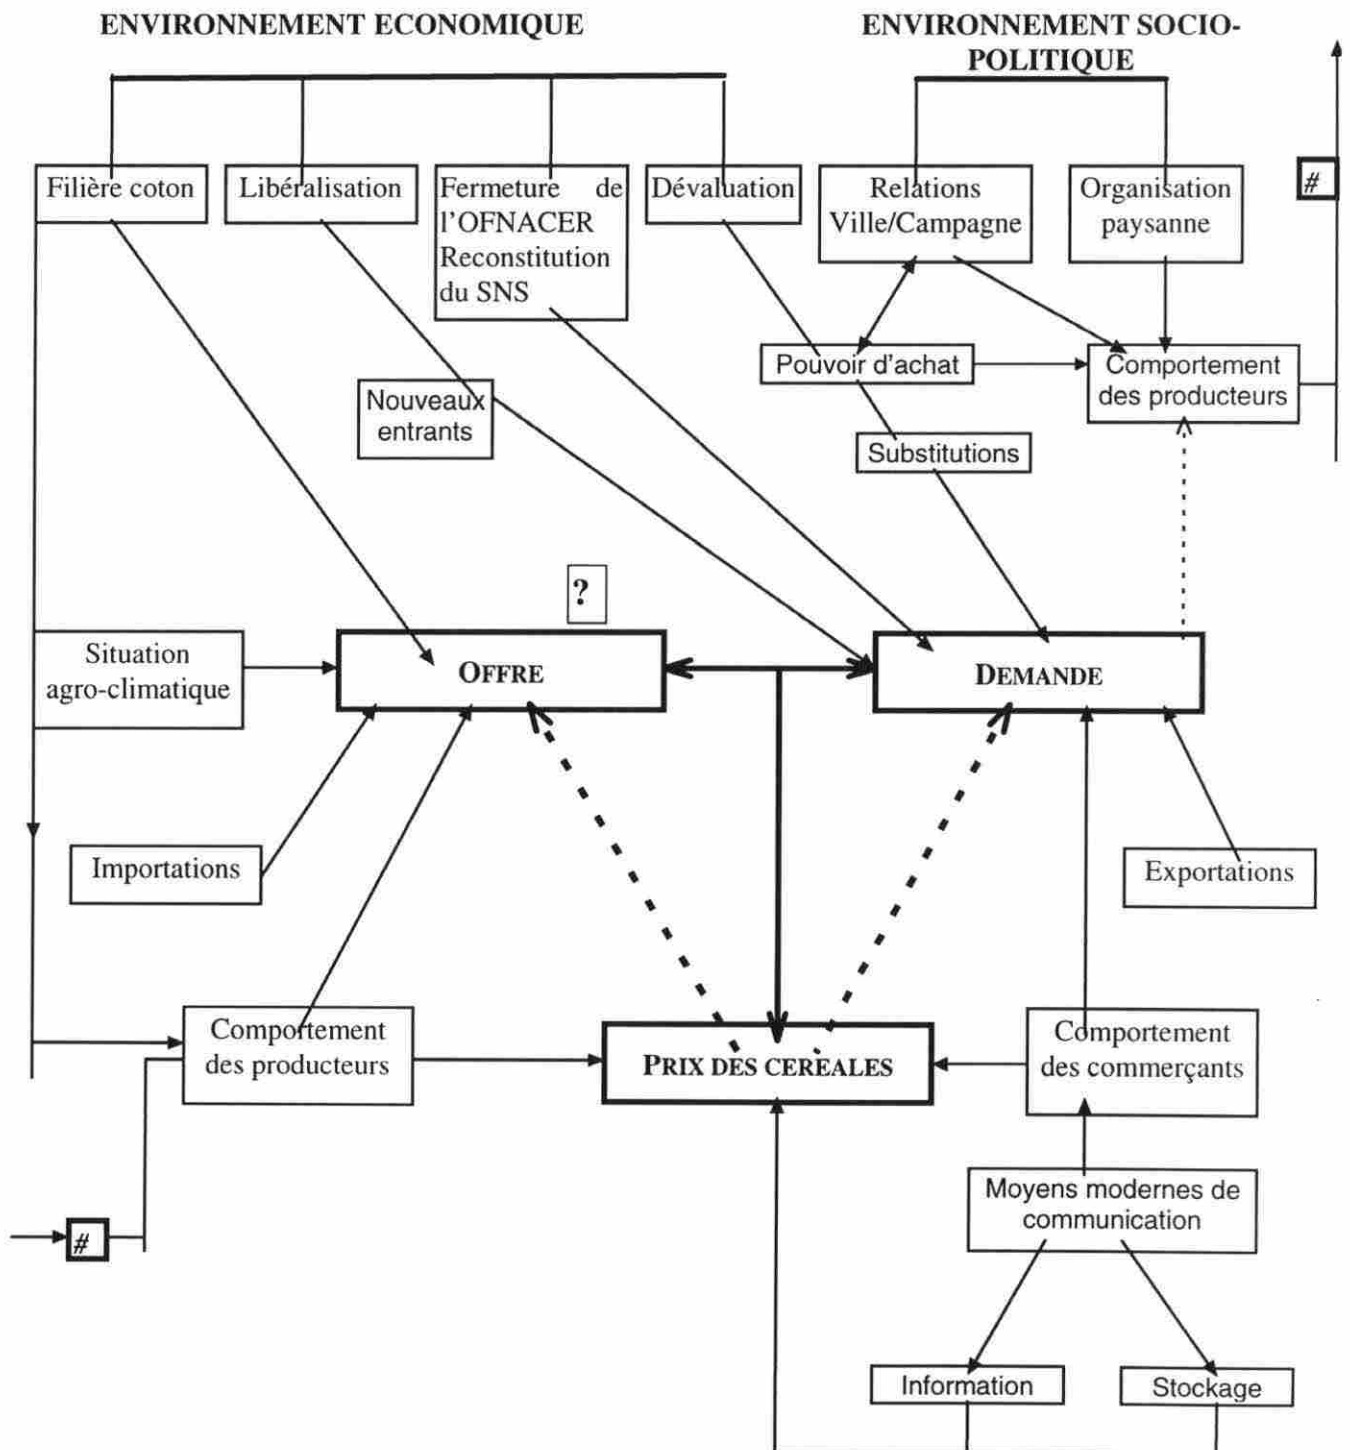 ENVIRONNEMENT ECONOMIQUE
ENVIRONNEMENT SOCIO-
POLITIQUE
Filière coton
Libéralisation
Fermeture de
l'OFNACER
Reconstitution
du SNS
Dévaluation
Relations
Ville/Campagne
Organisation
paysanne
#
Pouvoir d'achat
Comportement
des producteurs
Nouveaux
entrants
Substitutions
?
Situation
agro-climatique
OFFRE
DEMANDE
Importations
Exportations
Comportement
des producteurs
PRIX DES CEREALES
Comportement
des commerçants
Moyens modernes de
communication
#
Information
Stockage